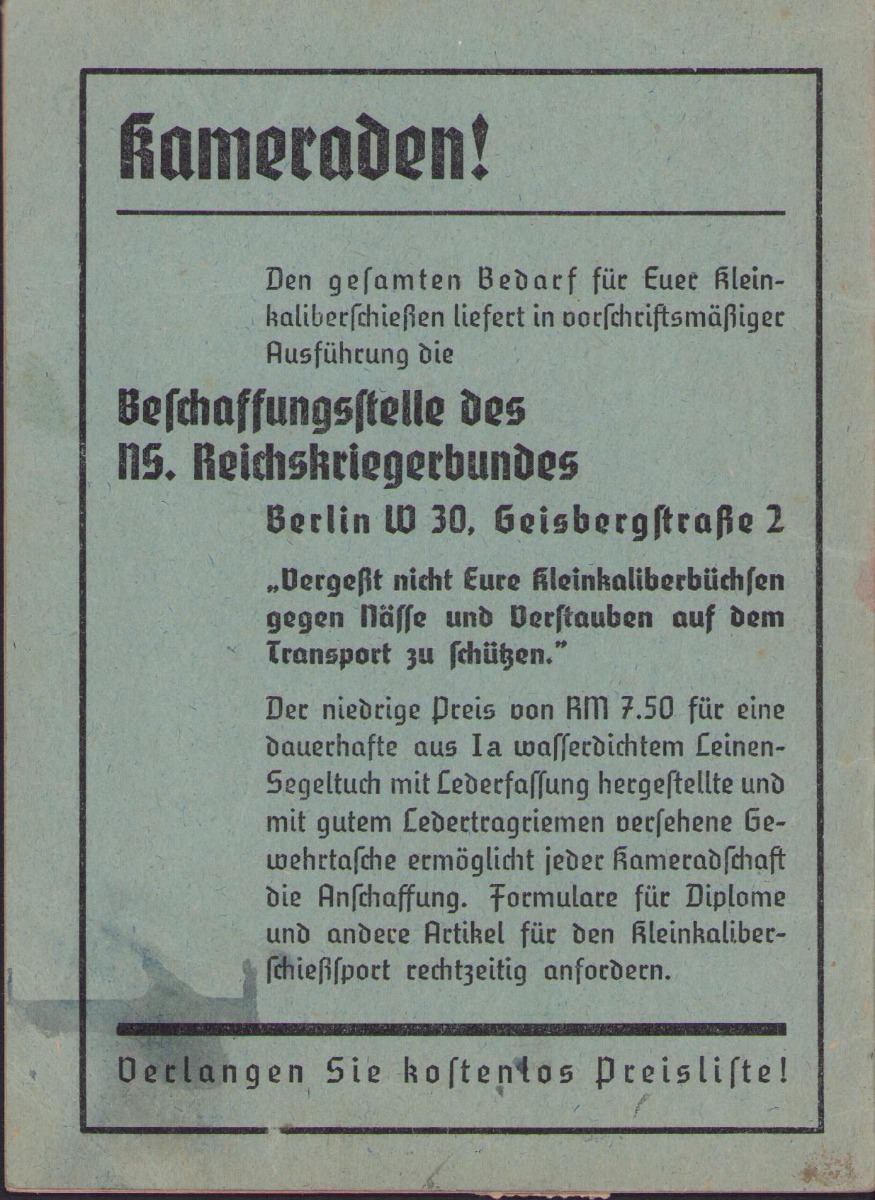 Kameraden!
Den gesamten Bedarf für Euer Klein-
kaliberschießen liefert in vorschriftsmäßiger
Ausführung die
Beschaffungsstelle des
NS. Reichskriegerbundes
Berlin W 30, Geisbergstraße 2
„Vergeßt nicht Eure Kleinkaliberbüchsen
gegen Nässe und Verstauben auf dem
Transport zu schützen.”
Der niedrige Preis von RM 7.50 für eine
dauerhafte aus Ia wasserdichtem Leinen-
Segeltuch mit Lederfassung hergestellte und
mit gutem Ledertragriemen versehene Ge-
wehrtasche ermöglicht jeder Kameradschaft
die Anschaffung. Formulare für Diplome
und andere Artikel für den Kleinkaliber-
schießsport rechtzeitig anfordern.
Verlangen Sie kostenlos Preisliste!